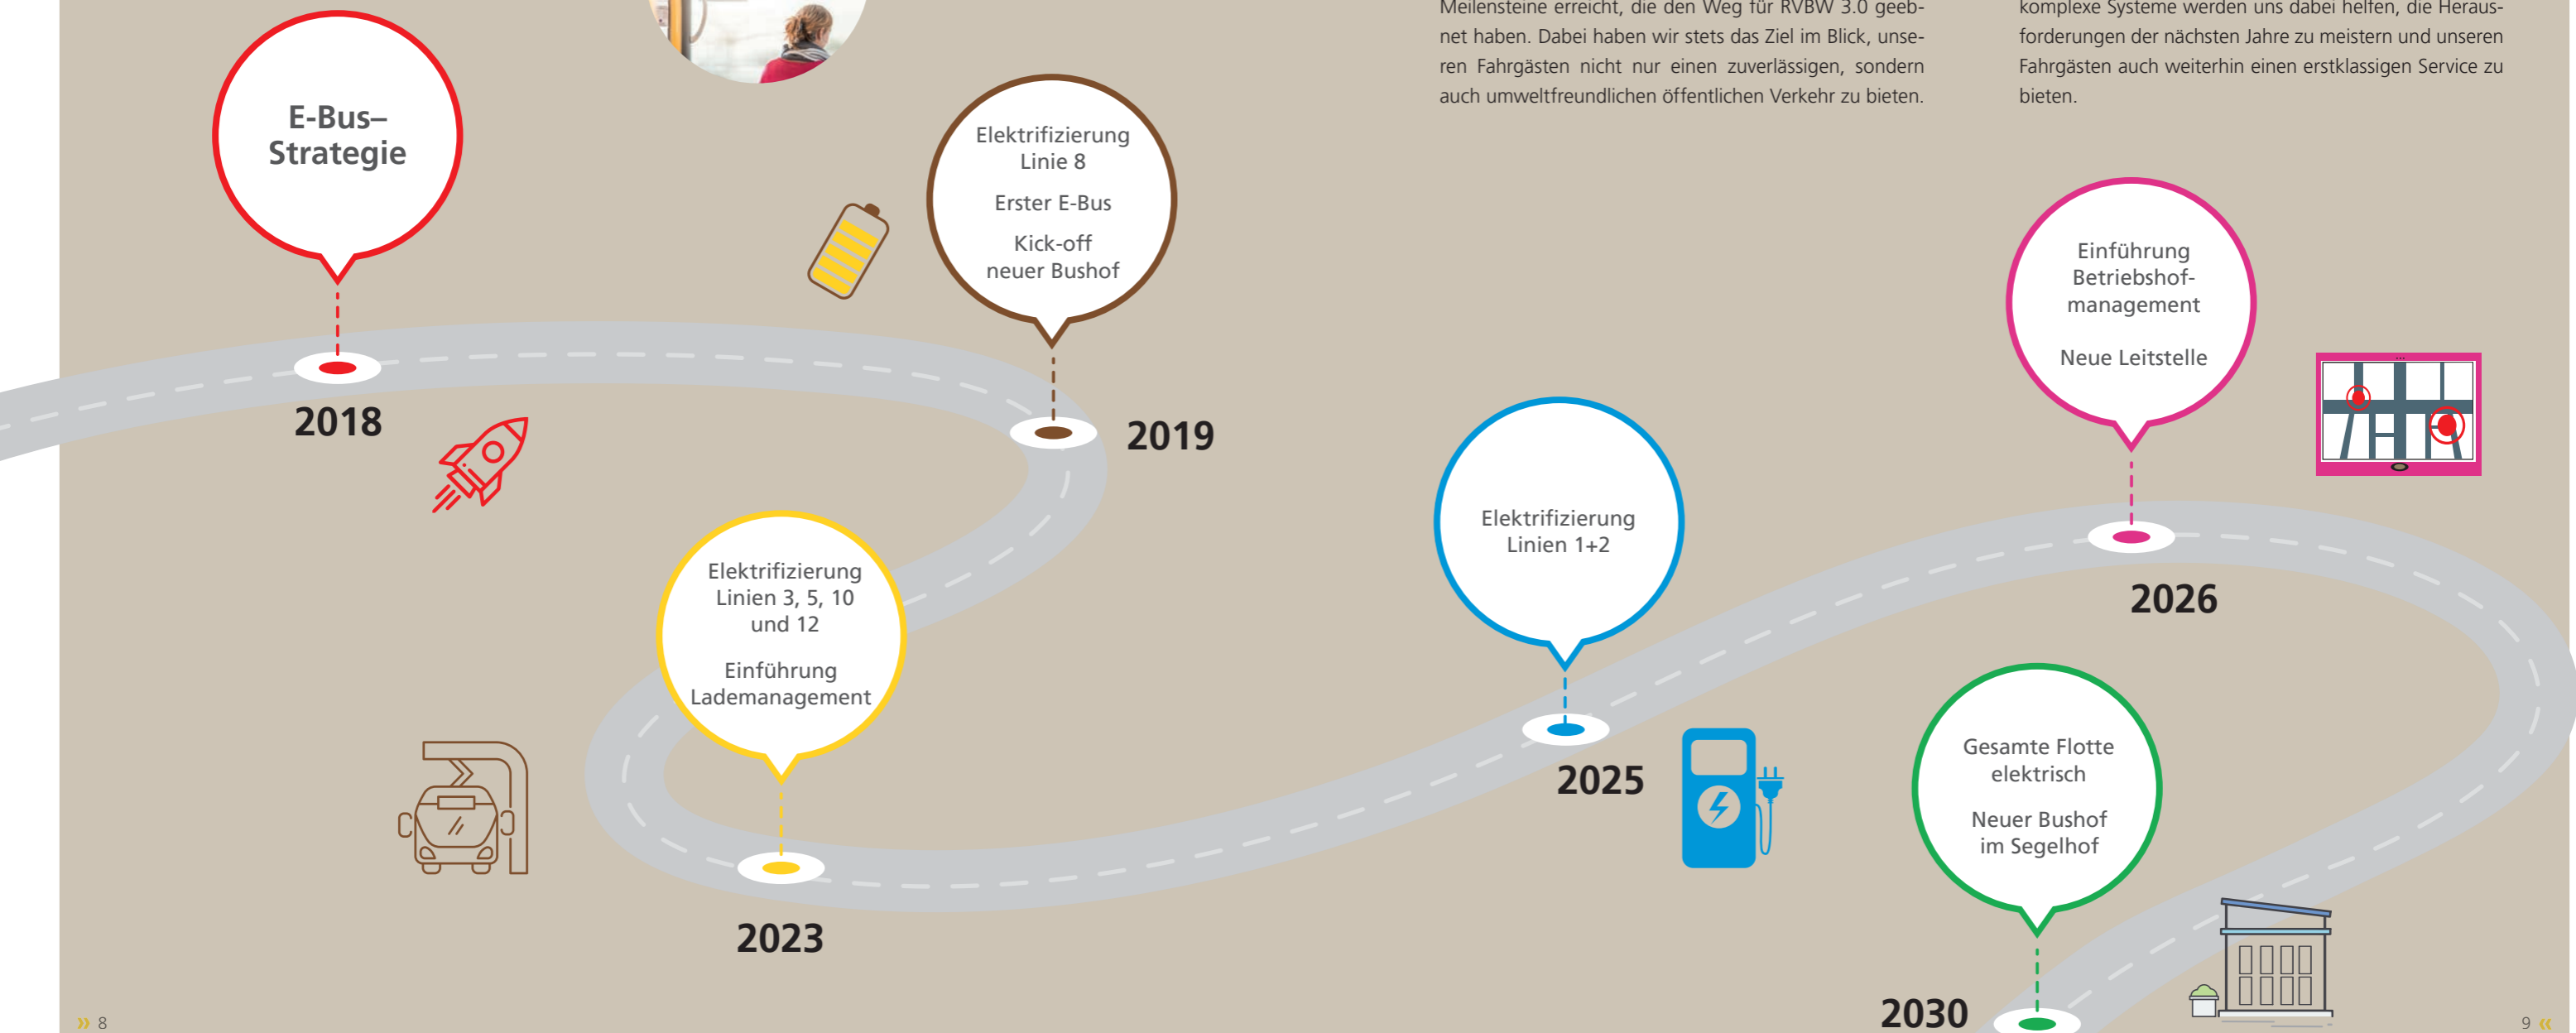 Meilensteine erreicht, die den Weg für RVBW 3.0 geeb-
net haben. Dabei haben wir stets das Ziel im Blick, unse-
ren Fahrgästen nicht nur einen zuverlässigen, sondern
auch umweltfreundlichen öffentlichen Verkehr zu bieten.
komplexe Systeme werden uns dabei helfen, die Heraus-
forderungen der nächsten Jahre zu meistern und unseren
Fahrgästen auch weiterhin einen erstklassigen Service zu
bieten.
E-Bus–
Strategie
2018
Elektrifizierung
Linie 8
Erster E-Bus
Kick-off
neuer Bushof
2019
Elektrifizierung
Linien 3, 5, 10
und 12
Einführung
Lademanagement
2023
Elektrifizierung
Linien 1+2
2025
Einführung
Betriebshof-
management
Neue Leitstelle
2026
Gesamte Flotte
elektrisch
Neuer Bushof
im Segelhof
2030
» 8
9 «